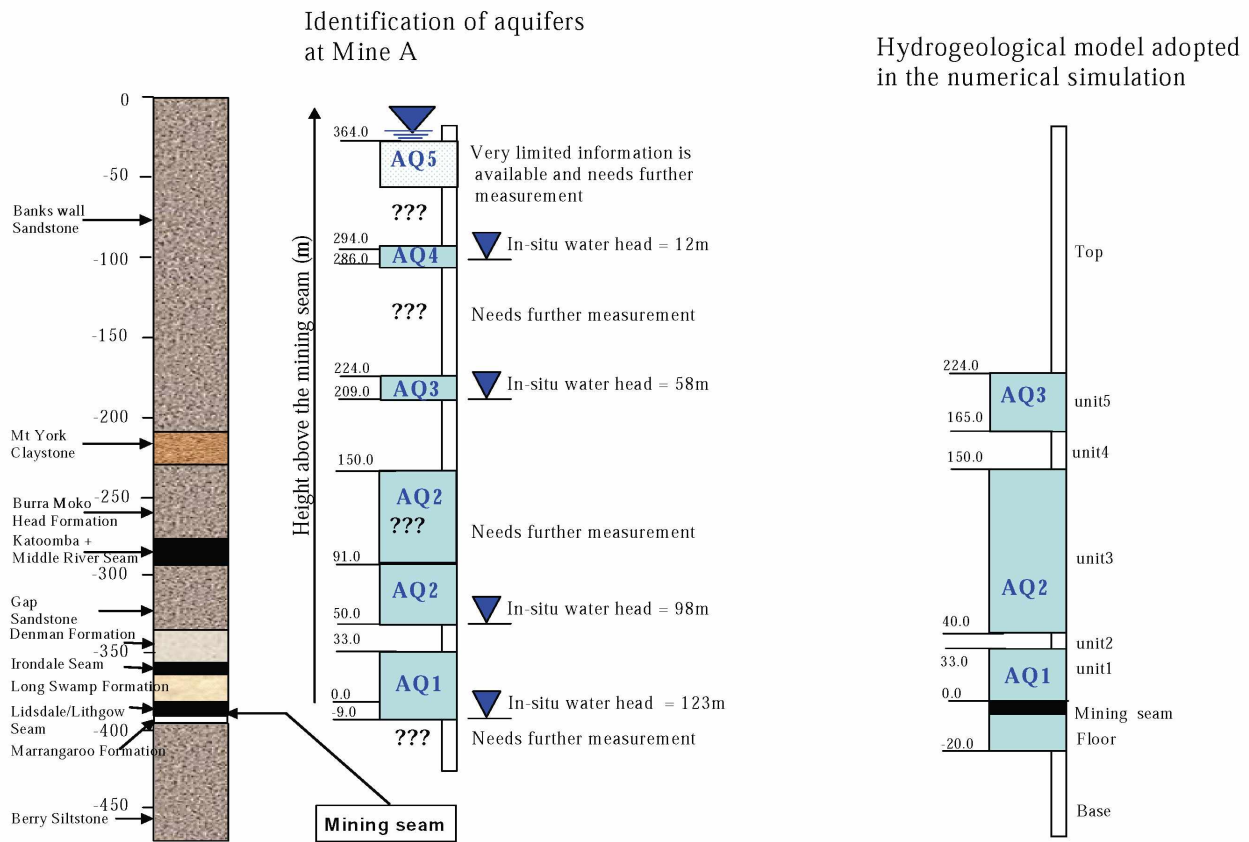 Identification of aquifers
at Mine A
Hydrogeological model adopted
in the numerical simulation
0
-50
-100
-150
-200
-250
-300
-350
-400
-450
Banks wall
Sandstone
Mt York
Claystone
Burra Moko
Head Formation
Katoomba +
Middle River Seam
Gap
Sandstone
Denman Formation
Irondale Seam
Long Swamp Formation
Lidsdale/Lithgow
Seam
Marrangaroo Formation
Berry Siltstone
Mining seam
Height above the mining seam (m)
364.0
AQ5
Very limited information is
available and needs further
measurement
???
294.0
286.0
AQ4
In-situ water head = 12m
???
Needs further measurement
224.0
209.0
AQ3
In-situ water head = 58m
150.0
AQ2
???
Needs further measurement
91.0
AQ2
50.0
In-situ water head = 98m
33.0
AQ1
0.0
-9.0
In-situ water head = 123m
???
Needs further measurement
Top
224.0
AQ3
unit5
165.0
unit4
150.0
unit3
AQ2
40.0
unit2
33.0
unit1
AQ1
0.0
Mining seam
Floor
-20.0
Base